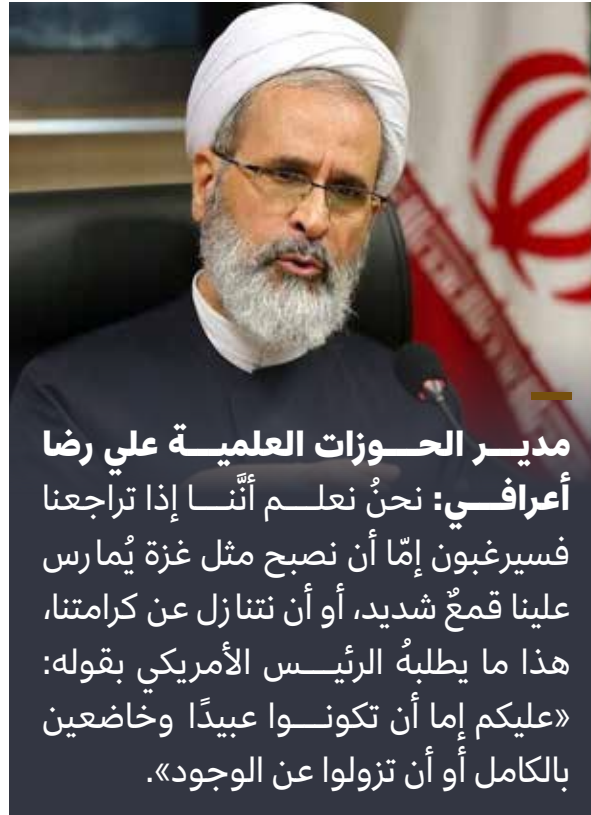 مديـــر الحـــوزات العلميـــة علي رضا
أعرافـــي: نحنُ نعلـــم أنَّنـــا إذا تراجعنا
فسيرغبون إمّا أن نصبح مثل غزة يُمارس
علينا قمعٌ شديد، أو أن نتنازل عن كرامتنا،
هذا ما يطلبهُ الرئيـــس الأمريكي بقوله:
«عليكم إما أن تكونـــوا عبيدًا وخاضعين
بالكامل أو أن تزولوا عن الوجود».